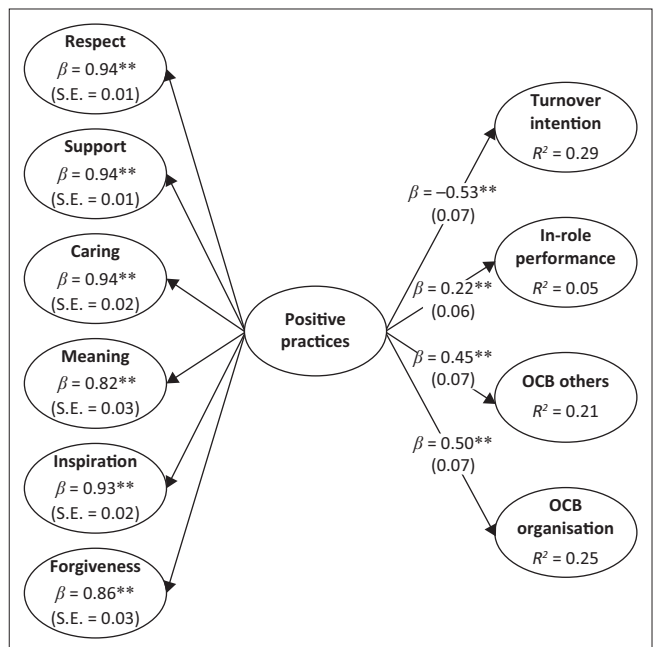 Respect
β = 0.94**
(S.E. = 0.01)
Support
β = 0.94**
(S.E. = 0.01)
Caring
β = 0.94**
(S.E. = 0.02)
Meaning
β = 0.82**
(S.E. = 0.03)
Inspiration
β = 0.93**
(S.E. = 0.02)
Forgiveness
β = 0.86**
(S.E. = 0.03)
Positive
practices
β = –0.53**
(0.07)
β = 0.22**
(0.06)
β = 0.45**
(0.07)
β = 0.50**
(0.07)
Turnover
intention
R² = 0.29
In-role
performance
R² = 0.05
OCB others
R² = 0.21
OCB
organisation
R² = 0.25